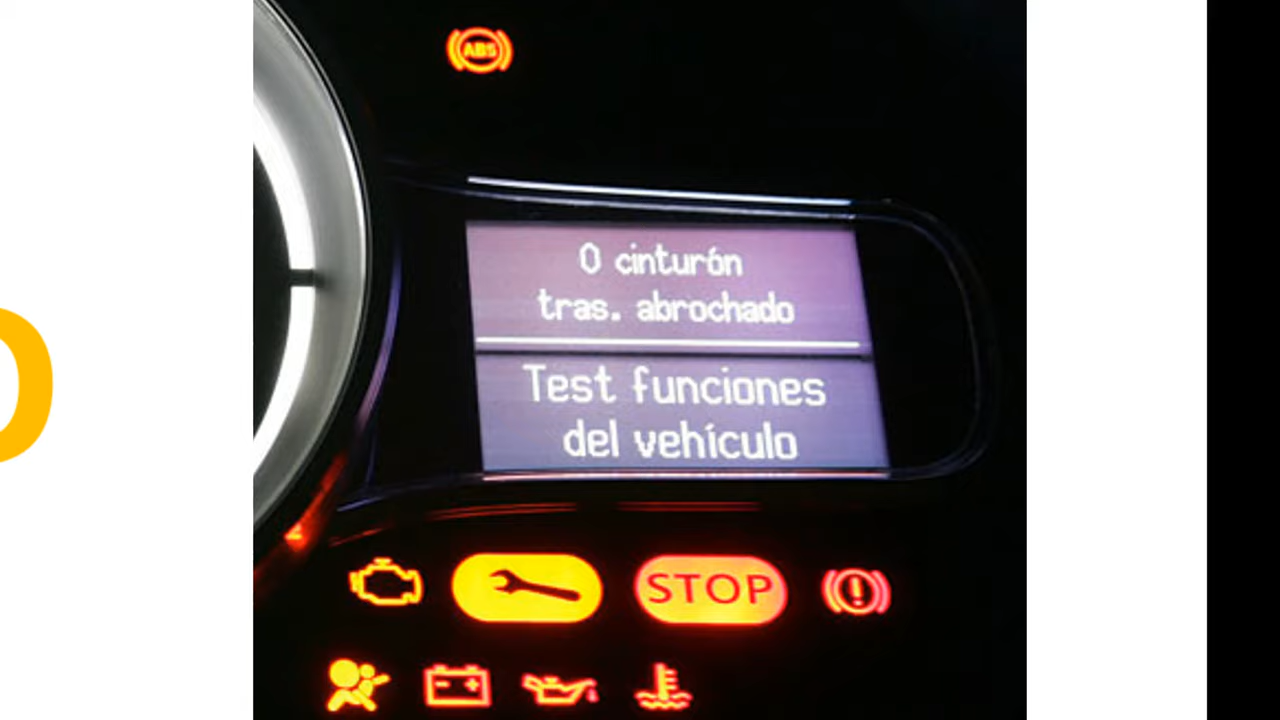 ABS
0 cinturón
tras. abrochado
Test funciones
del vehículo
STOP